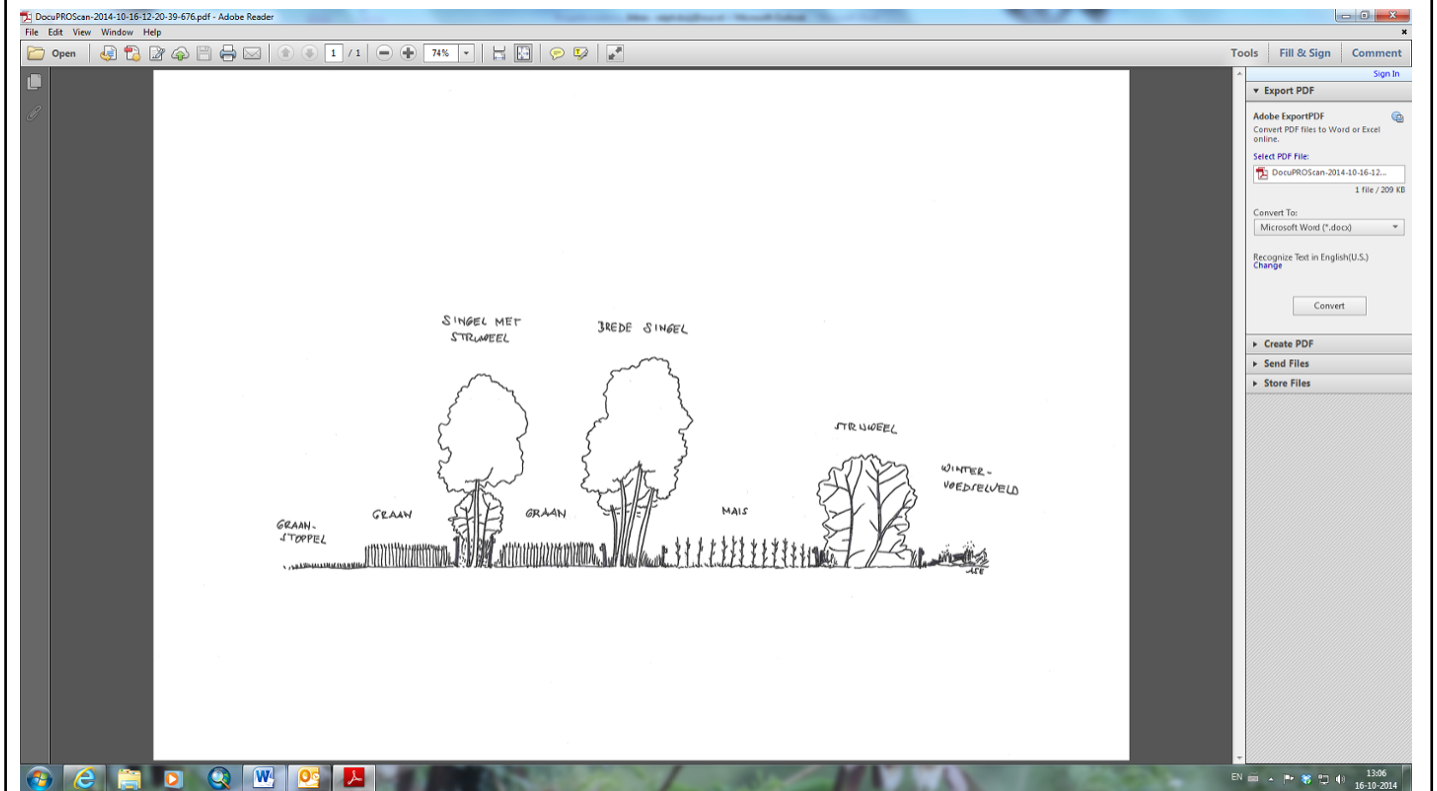 DocuPROScan-2014-10-16-12-20-39-676.pdf - Adobe Reader
File Edit View Window Help
Open 1 / 1 74% Tools Fill & Sign Comment
Sign In
Export PDF
Adobe ExportPDF
Convert PDF files to Word or Excel
online.
Select PDF File:
DocuPROScan-2014-10-16-12...
1 file / 209 KB
Convert To:
Microsoft Word (*.docx)
Recognize Text in English(U.S.)
Change
Convert
Create PDF
Send Files
Store Files
SINGEL MET
STRUWEEL
BREDE SINGEL
STRUWEEL
WINTER-
VOEDSELVELD
GRAAN-
STOPPEL
GRAAN
GRAAN
MAIS
EN
13:06
16-10-2014